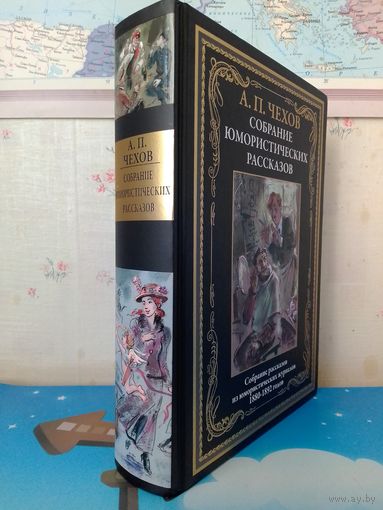 А. П.
ЧЕХОВ
СОБРАНИЕ
ЮМОРИСТИЧЕСКИХ
РАССКАЗОВ
А. П. ЧЕХОВ
СОБРАНИЕ
ЮМОРИСТИЧЕСКИХ
РАССКАЗОВ
Собрание рассказов
из юмористических журналов
1880-1892 годов
www.ay.by